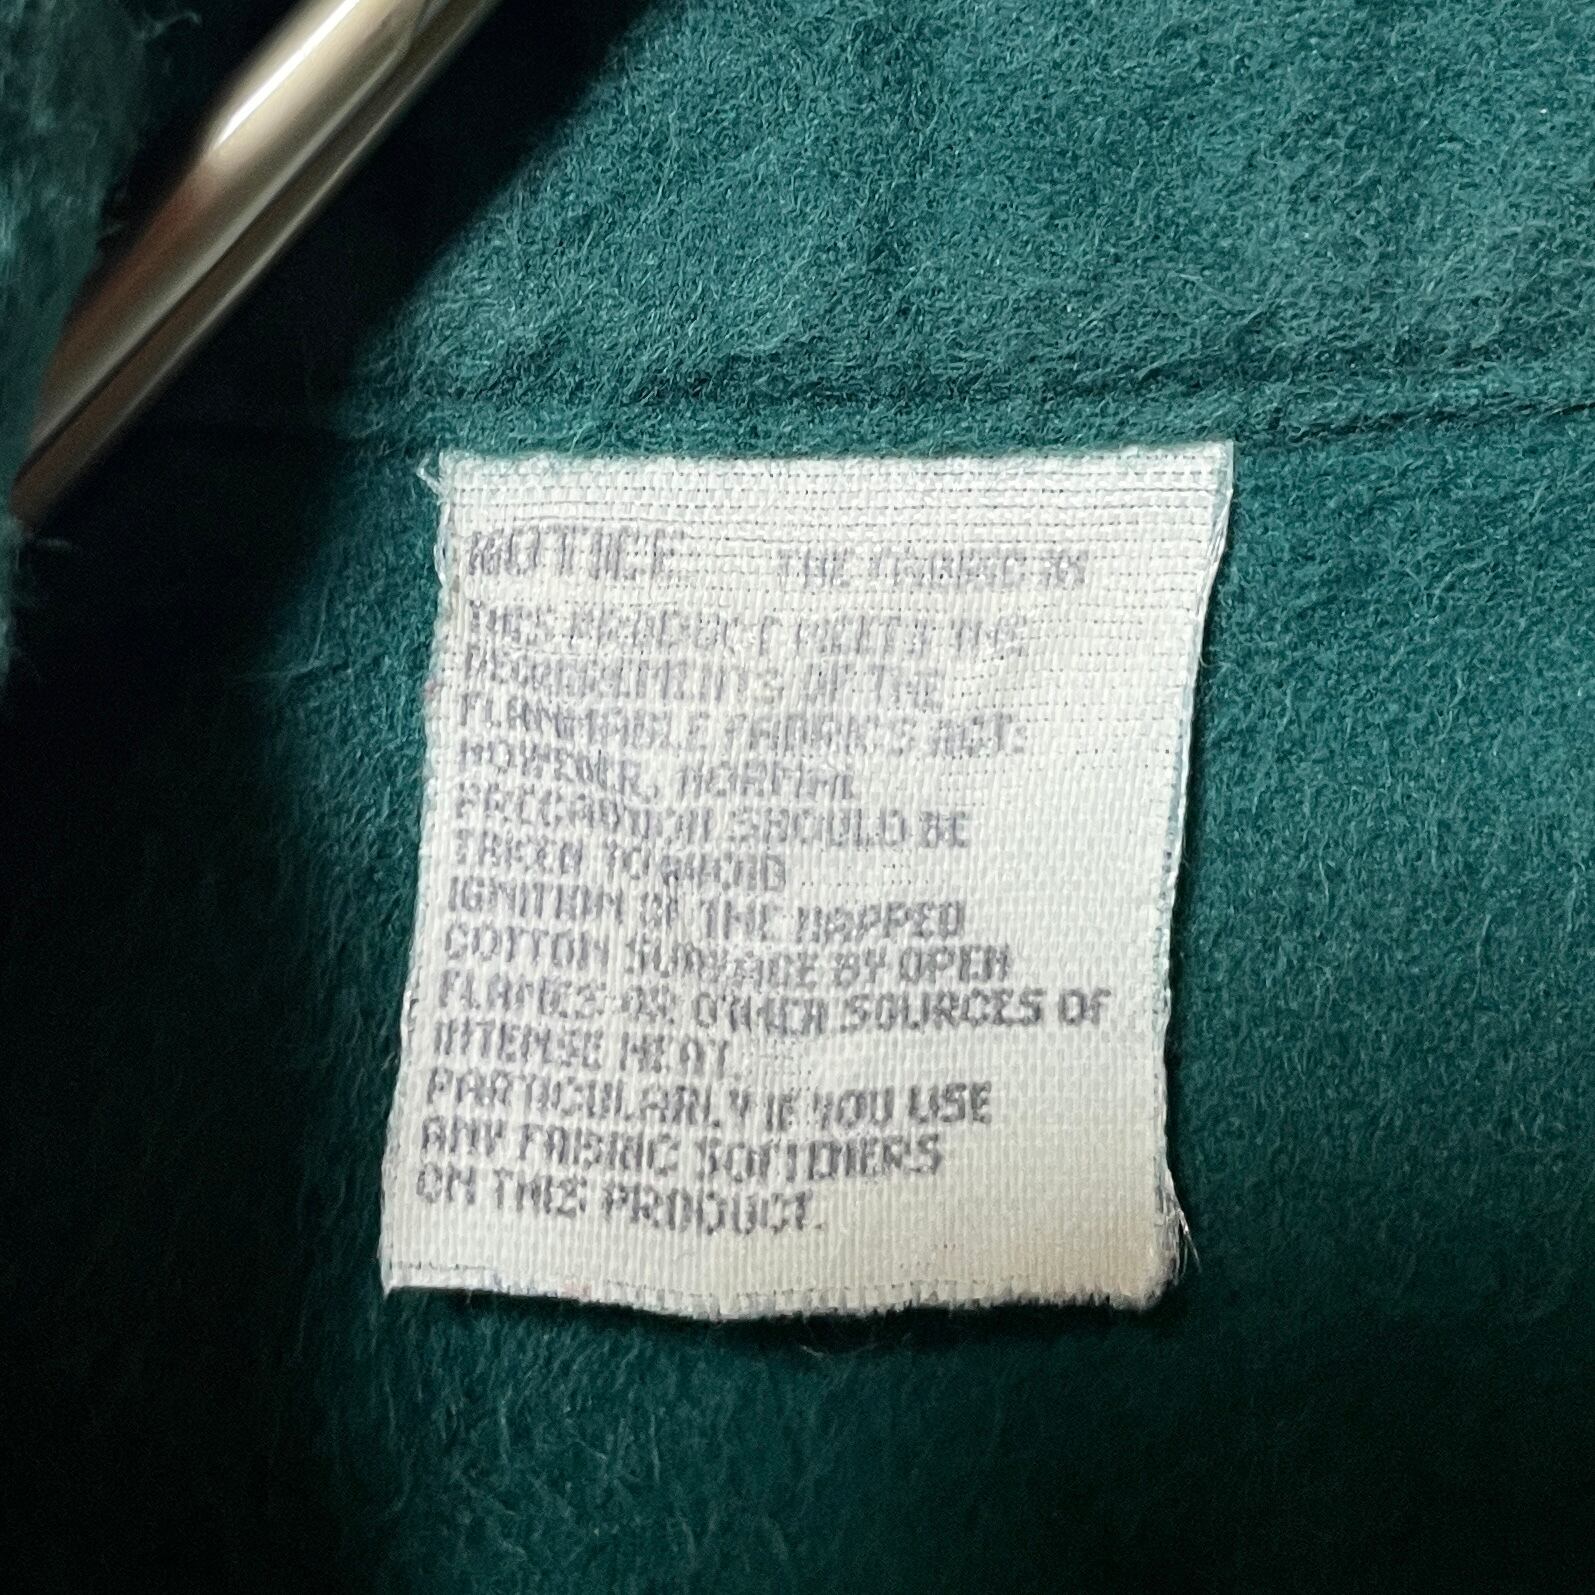 NOTICE THE FABRIC IN
THIS PRODUCT MEETS THE
REQUIREMENTS OF THE
FLAMMABLE FABRICS ACT.
HOWEVER, NORMAL
PRECAUTION SHOULD BE
TAKEN TO AVOID
IGNITION OF THE NAPPED
COTTON SURFACE BY OPEN
FLAMES OR OTHER SOURCES OF
INTENSE HEAT
PARTICULARLY IF YOU USE
ANY SOFTENERS
ON THIS PRODUCT.